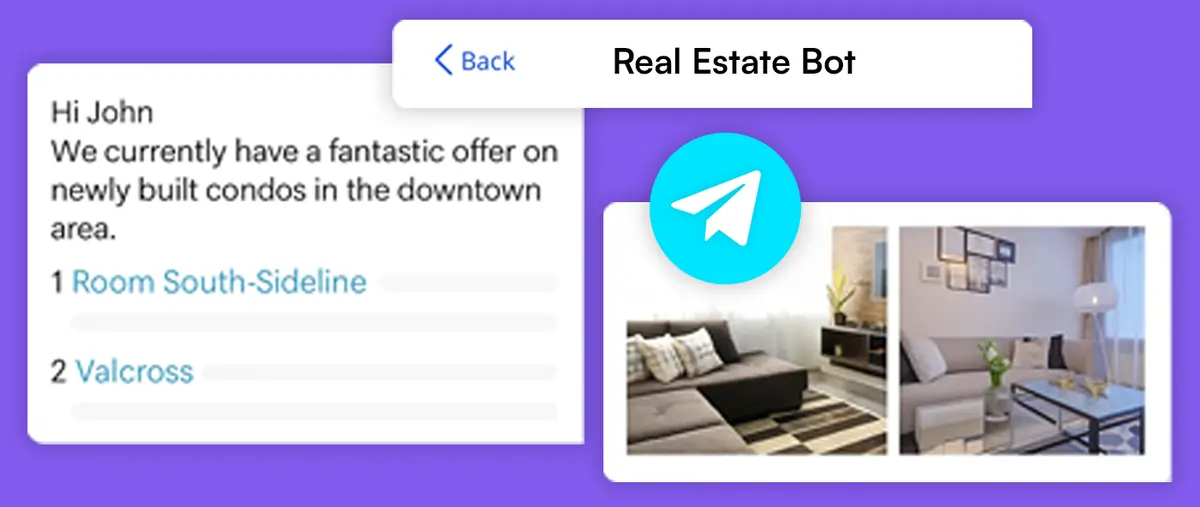 Back
Real Estate Bot
Hi John
We currently have a fantastic offer on
newly built condos in the downtown
area.
1 Room South-Sideline
2 Valcross